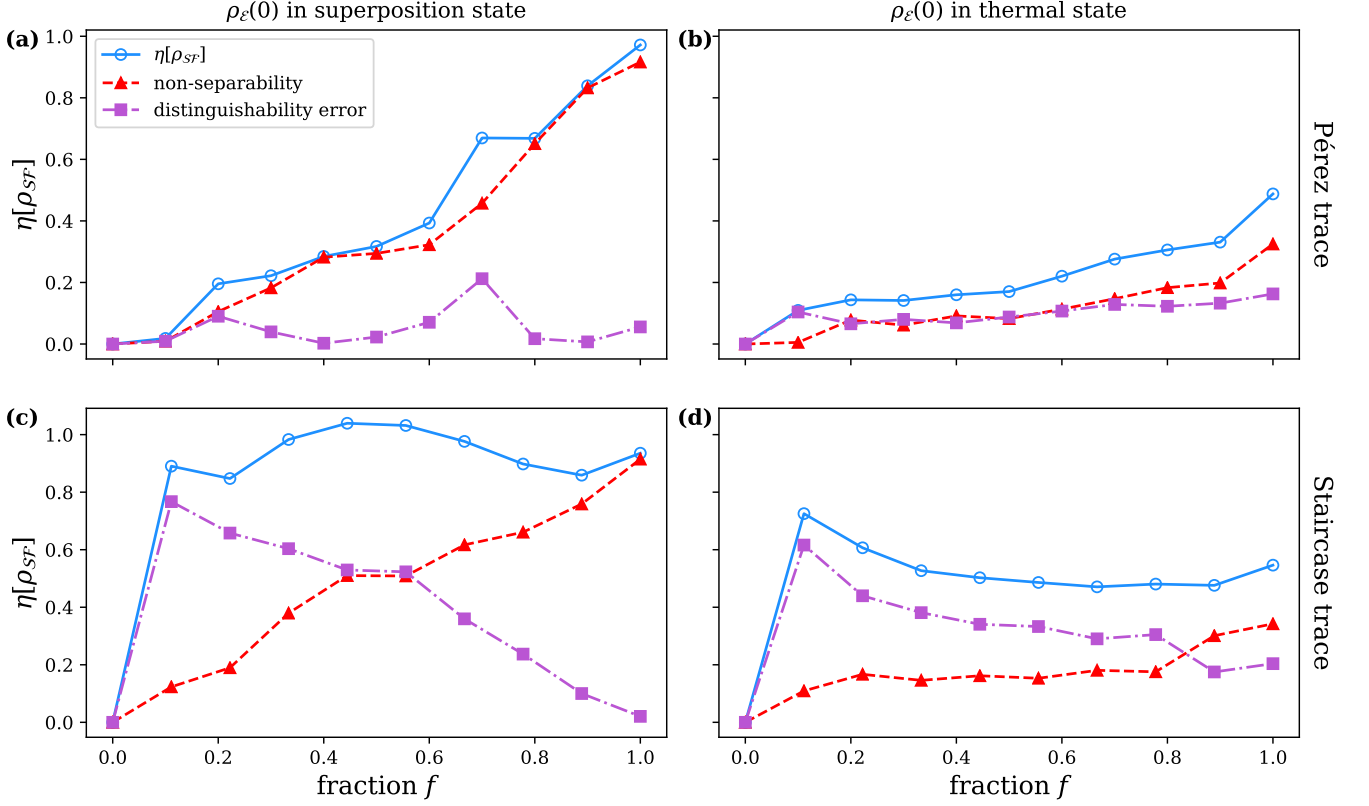 ρ_ℰ(0) in superposition state
ρ_ℰ(0) in thermal state
(a)
(b)
η[ρ_𝒮ℱ]
non-separability
distinguishability error
1.0
0.8
0.6
0.4
0.2
0.0
η[ρ_𝒮ℱ]
Pérez trace
(c)
(d)
1.0
0.8
0.6
0.4
0.2
0.0
η[ρ_𝒮ℱ]
Staircase trace
0.0 0.2 0.4 0.6 0.8 1.0
0.0 0.2 0.4 0.6 0.8 1.0
fraction f
fraction f